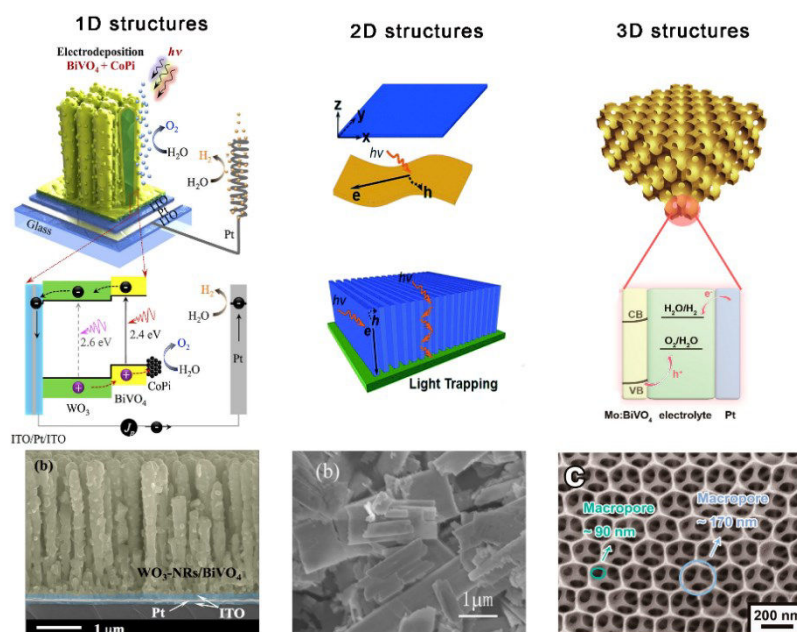 1D structures
Electrodeposition
BiVO₄ + CoPi
hν
O₂
H₂O
H₂
H₂O
ITO
Pt
ITO
Glass
Pt
2.6 eV
2.4 eV
O₂
H₂O
CoPi
BiVO₄
WO₃
H₂
H₂O
Pt
ITO/Pt/ITO
Jₚ
(b)
WO₃-NRs/BiVO₄
Pt
ITO
1 μm
2D structures
z
y
x
hν
e
h
hν
hν
h
e
Light Trapping
(b)
1μm
3D structures
CB
H₂O/H₂
e⁻
O₂/H₂O
h⁺
VB
Mo:BiVO₄ electrolyte Pt
C
Macropore
~ 90 nm
Macropore
~ 170 nm
200 nm